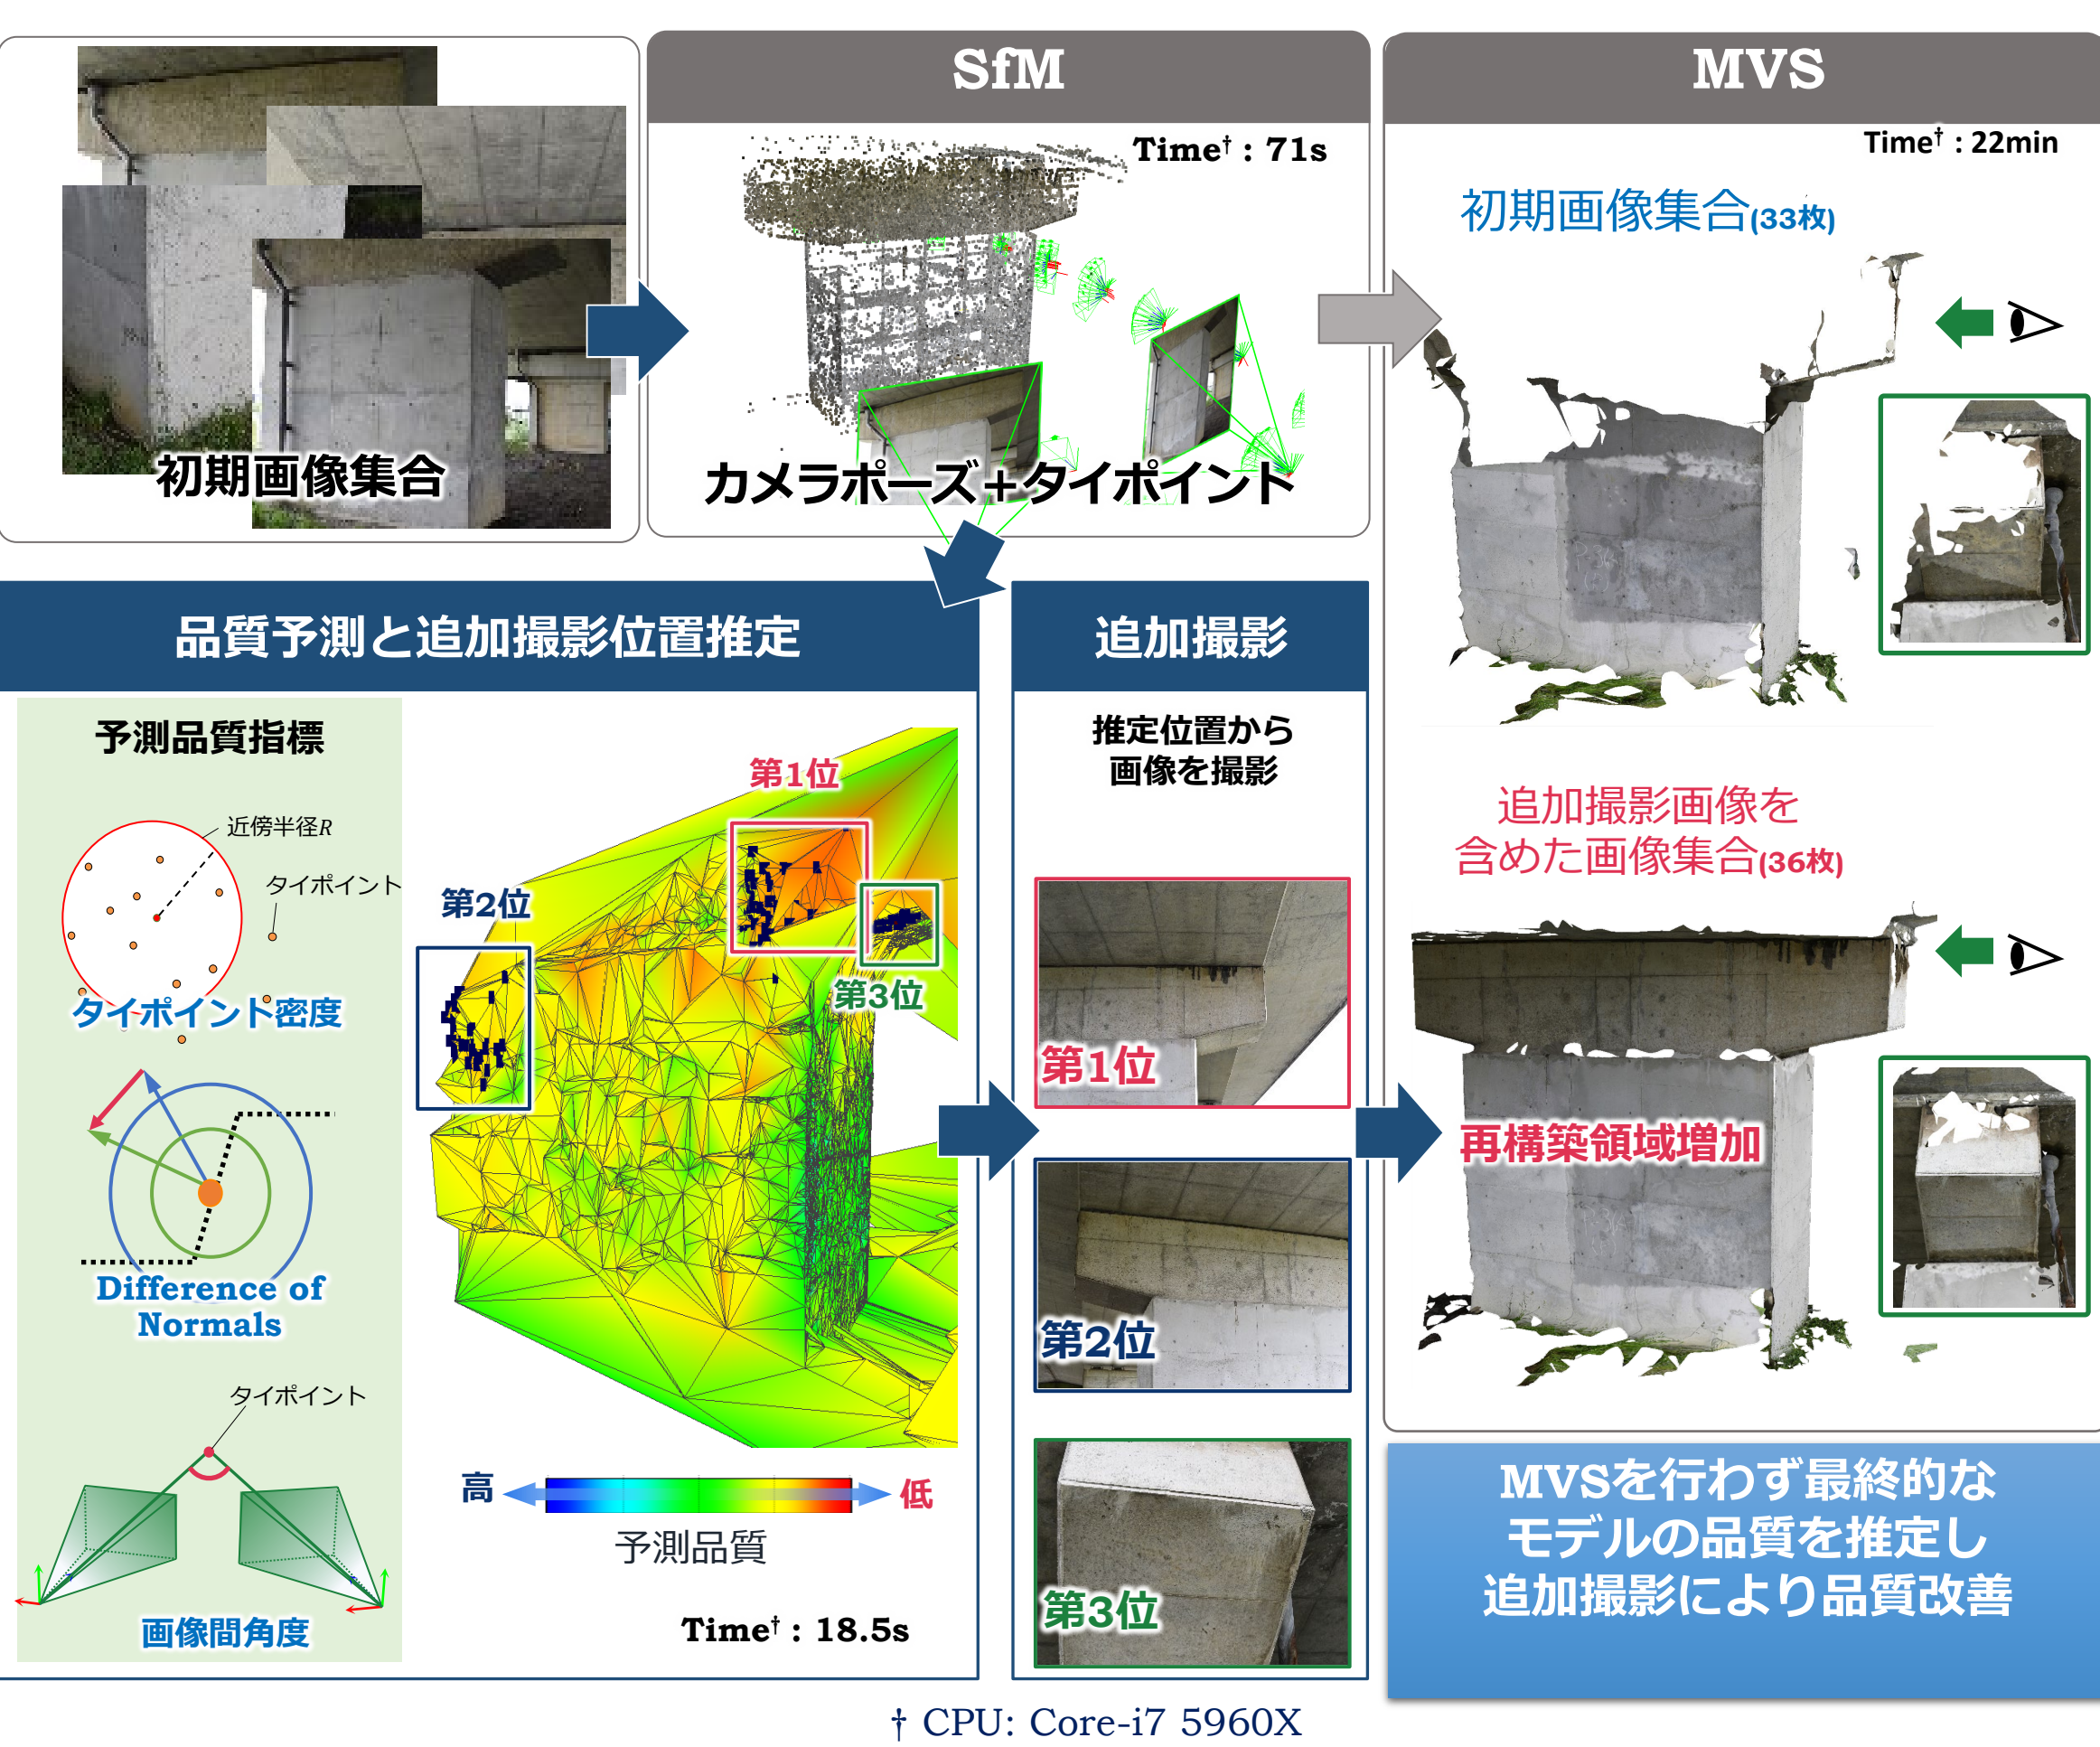 初期画像集合
SfM
Time† : 71s
カメラポーズ+タイポイント
MVS
Time† : 22min
初期画像集合(33枚)
品質予測と追加撮影位置推定
予測品質指標
近傍半径R
タイポイント
タイポイント密度
Difference of
Normals
タイポイント
画像間角度
第1位
第2位
第3位
高
低
予測品質
Time† : 18.5s
追加撮影
推定位置から
画像を撮影
第1位
第2位
第3位
追加撮影画像を
含めた画像集合(36枚)
再構築領域増加
MVSを行わず最終的な
モデルの品質を推定し
追加撮影により品質改善
† CPU: Core-i7 5960X